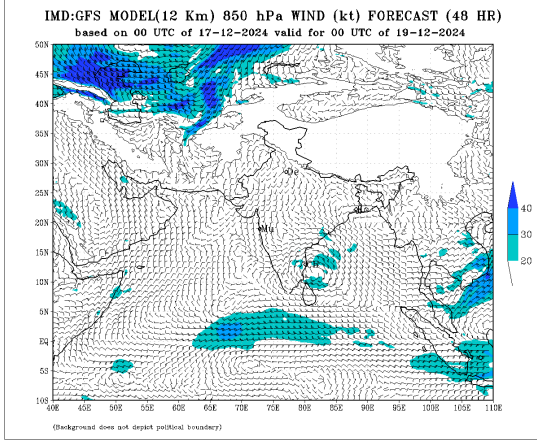 IMD:GFS MODEL(12 Km) 850 hPa WIND (kt) FORECAST (48 HR)
based on 00 UTC of 17-12-2024 valid for 00 UTC of 19-12-2024
50N
45N
40N
35N
30N
25N
20N
15N
10N
5N
EQ
5S
10S
De
Mu
40
30
20
40E 45E 50E 55E 60E 65E 70E 75E 80E 85E 90E 95E 100E 105E 110E
(Background does not depict political boundary)